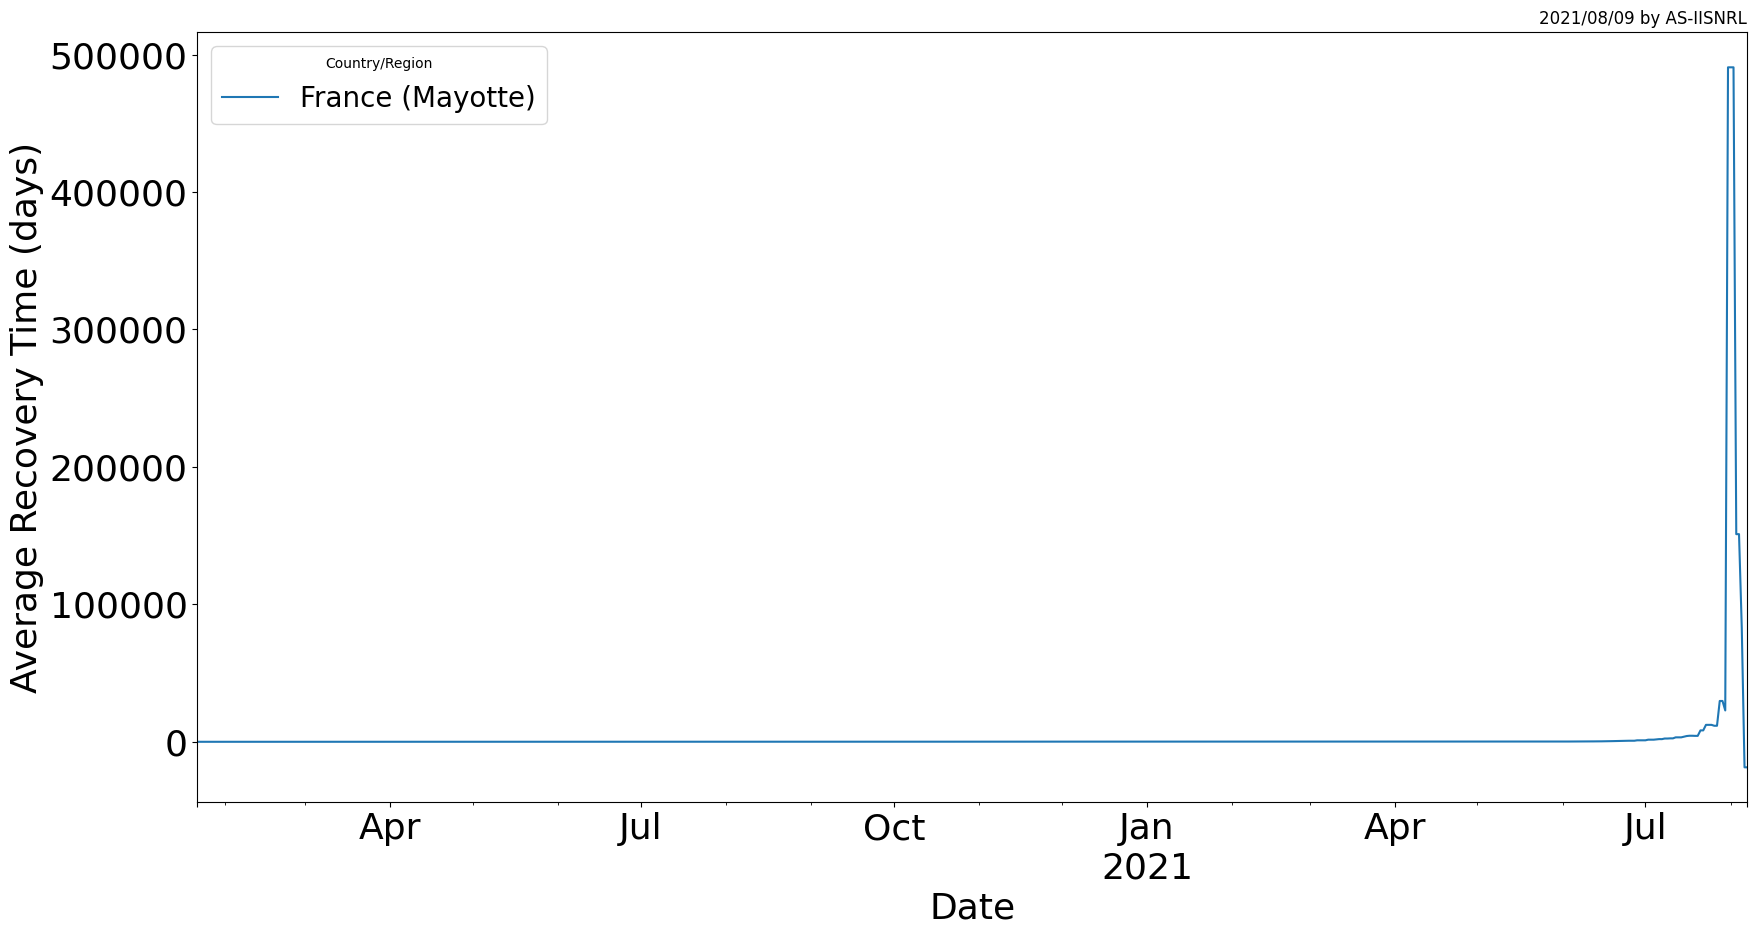 2021/08/09 by AS-IISNRL
Country/Region
France (Mayotte)
Average Recovery Time (days)
500000
400000
300000
200000
100000
0
Apr
Jul
Oct
Jan
2021
Apr
Jul
Date